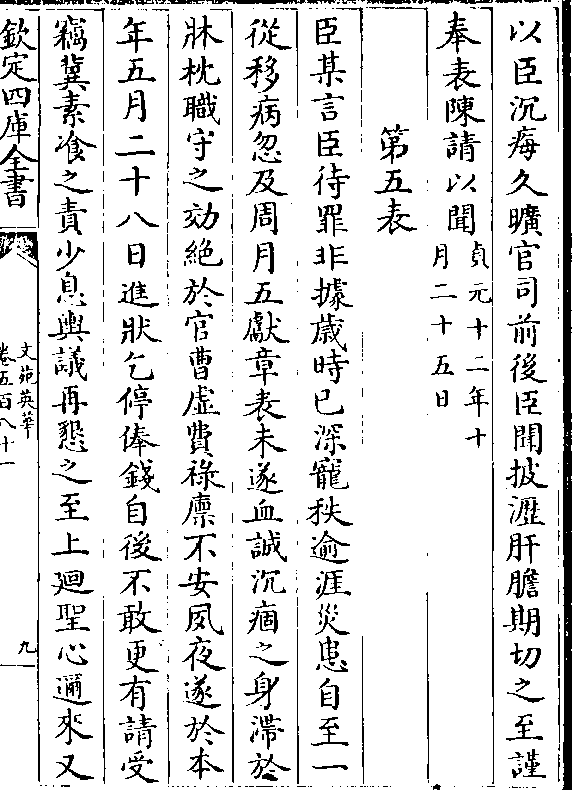 以臣沉痗久曠官司前後臣聞披瀝肝膽期切之至謹
奉表陳請以聞貞元十二年十
月二十五日
第五表
臣某言臣待罪非據歲時已深寵秩逾涯災患自至一
從移病忽及周月五獻章表未遂血誠沉痼之身滯於
牀枕職守之効絶於官曹虚費祿廪不安夙夜遂於本
年五月二十八日進狀乞停俸錢自後不敢更有請受
竊冀素飱之責少息輿議再懇之至上廻聖心邇來又
欽定四庫全書
文苑英華
卷五百八十一
九